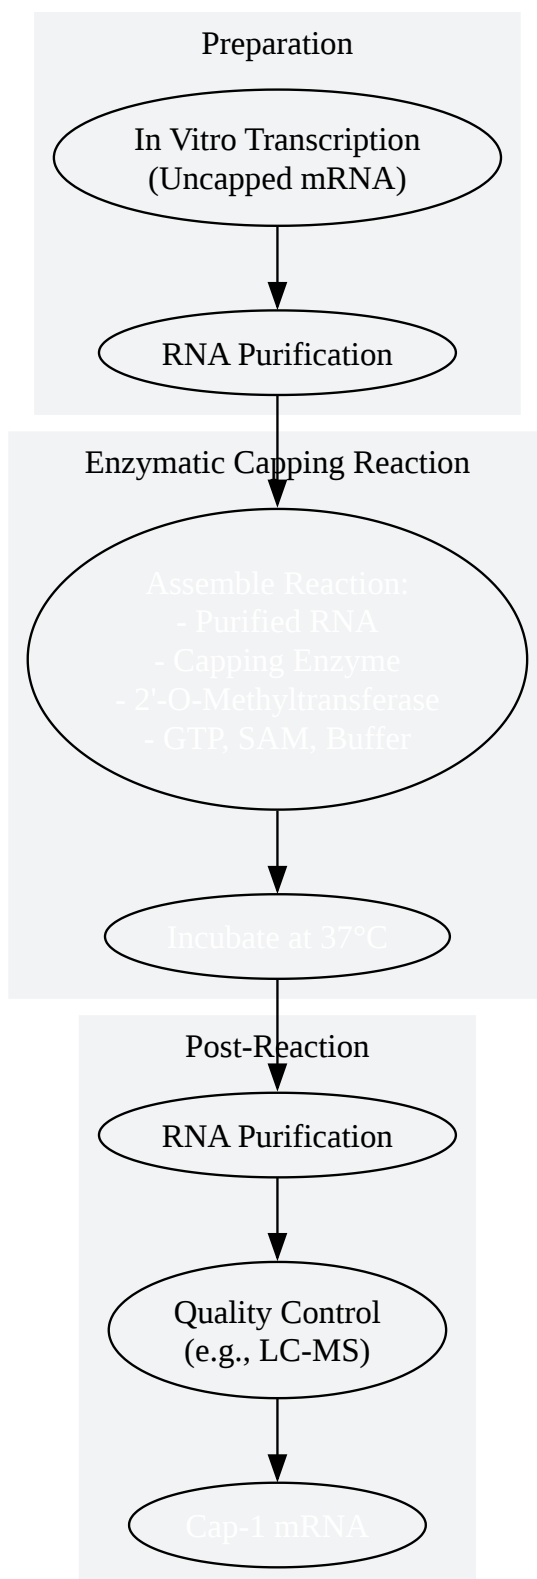 Preparation
In Vitro Transcription
(Uncapped mRNA)
RNA Purification
Enzymatic Capping Reaction
Assemble Reaction:
- Purified RNA
- Capping Enzyme
- 2'-O-Methyltransferase
- GTP, SAM, Buffer
Incubate at 37°C
Post-Reaction
RNA Purification
Quality Control
(e.g., LC-MS)
Cap-1 mRNA